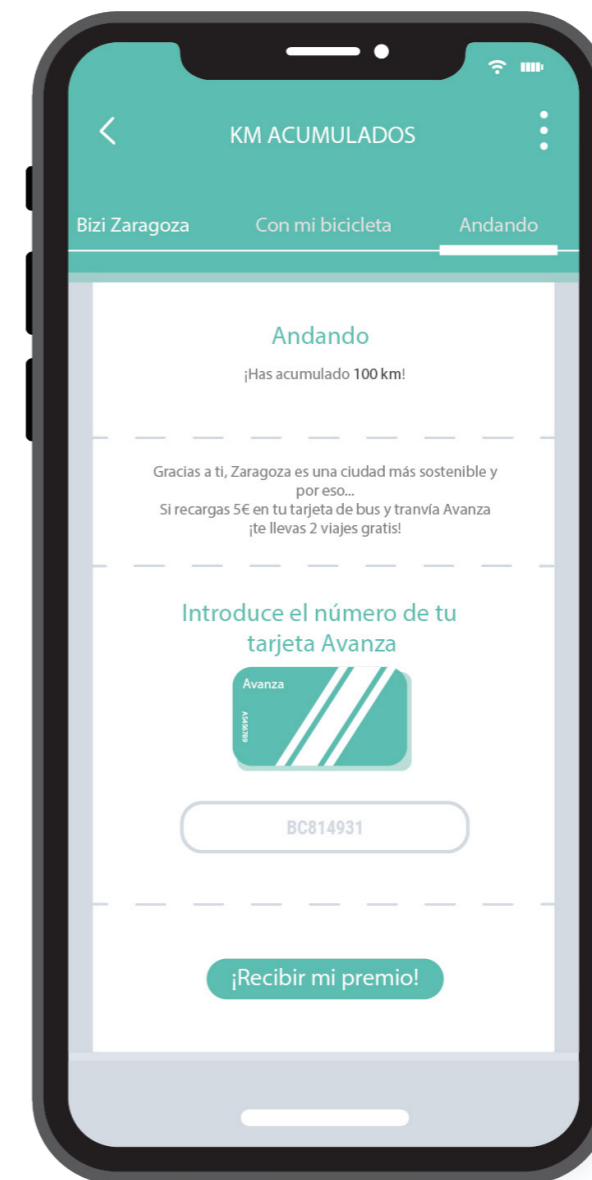 KM ACUMULADOS
Bizi Zaragoza
Con mi bicicleta
Andando
Andando
¡Has acumulado 100 km!
Gracias a ti, Zaragoza es una ciudad más sostenible y
por eso...
Si recargas 5€ en tu tarjeta de bus y tranvía Avanza
¡te llevas 2 viajes gratis!
Introduce el número de tu
tarjeta Avanza
Avanza
A5456789
BC814931
¡Recibir mi premio!